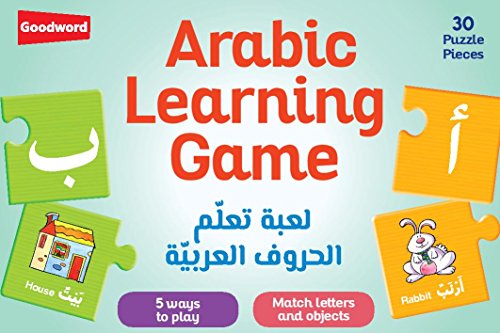 Goodword
30
Puzzle
Pieces
Arabic
Learning
Game
ب
أ
لعبة تعلّم
الحروف العربيّة
House بَيْتٌ
Rabbit أَرْنَبٌ
5 ways
to play
Match letters
and objects